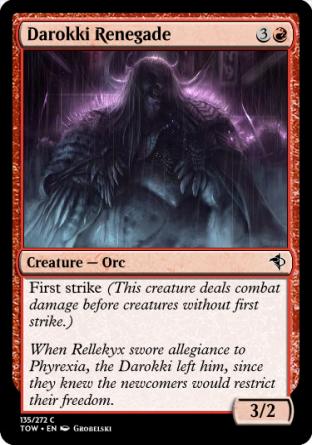 Darokki Renegade 3
Creature — Orc
First strike (This creature deals combat
damage before creatures without first
strike.)
When Rellekyx swore allegiance to
Phyrexia, the Darokki left him, since
they knew the newcomers would restrict
their freedom.
3/2
135/272 C
TOW • EN Grobelski